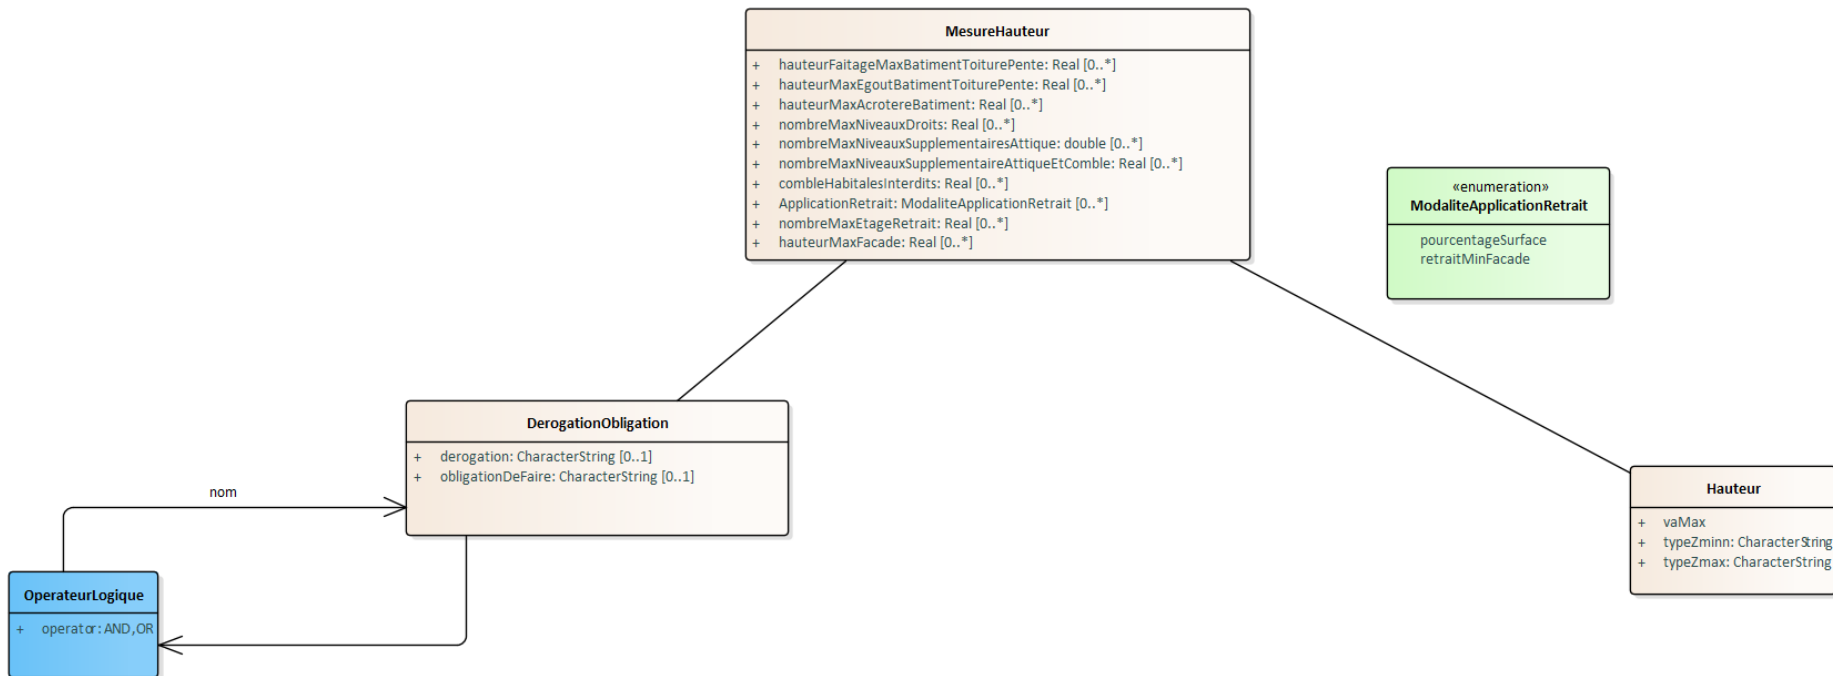 MesureHauteur
+ hauteurFaitageMaxBatimentToiturePente: Real [0..*]
+ hauteurMaxEgoutBatimentToiturePente: Real [0..*]
+ hauteurMaxAcrotereBatiment: Real [0..*]
+ nombreMaxNiveauxDroits: Real [0..*]
+ nombreMaxNiveauxSupplementairesAttique: double [0..*]
+ nombreMaxNiveauxSupplementaireAttiqueEtComble: Real [0..*]
+ combleHabitalesInterdits: Real [0..*]
+ ApplicationRetrait: ModaliteApplicationRetrait [0..*]
+ nombreMaxEtageRetrait: Real [0..*]
+ hauteurMaxFacade: Real [0..*]
«enumeration»
ModaliteApplicationRetrait
pourcentageSurface
retraitMinFacade
DerogationObligation
+ derogation: CharacterString [0..1]
+ obligationDeFaire: CharacterString [0..1]
nom
Hauteur
+ vaMax
+ typeZminn: CharacterString
+ typeZmax: CharacterString
OperateurLogique
+ operator: AND,OR